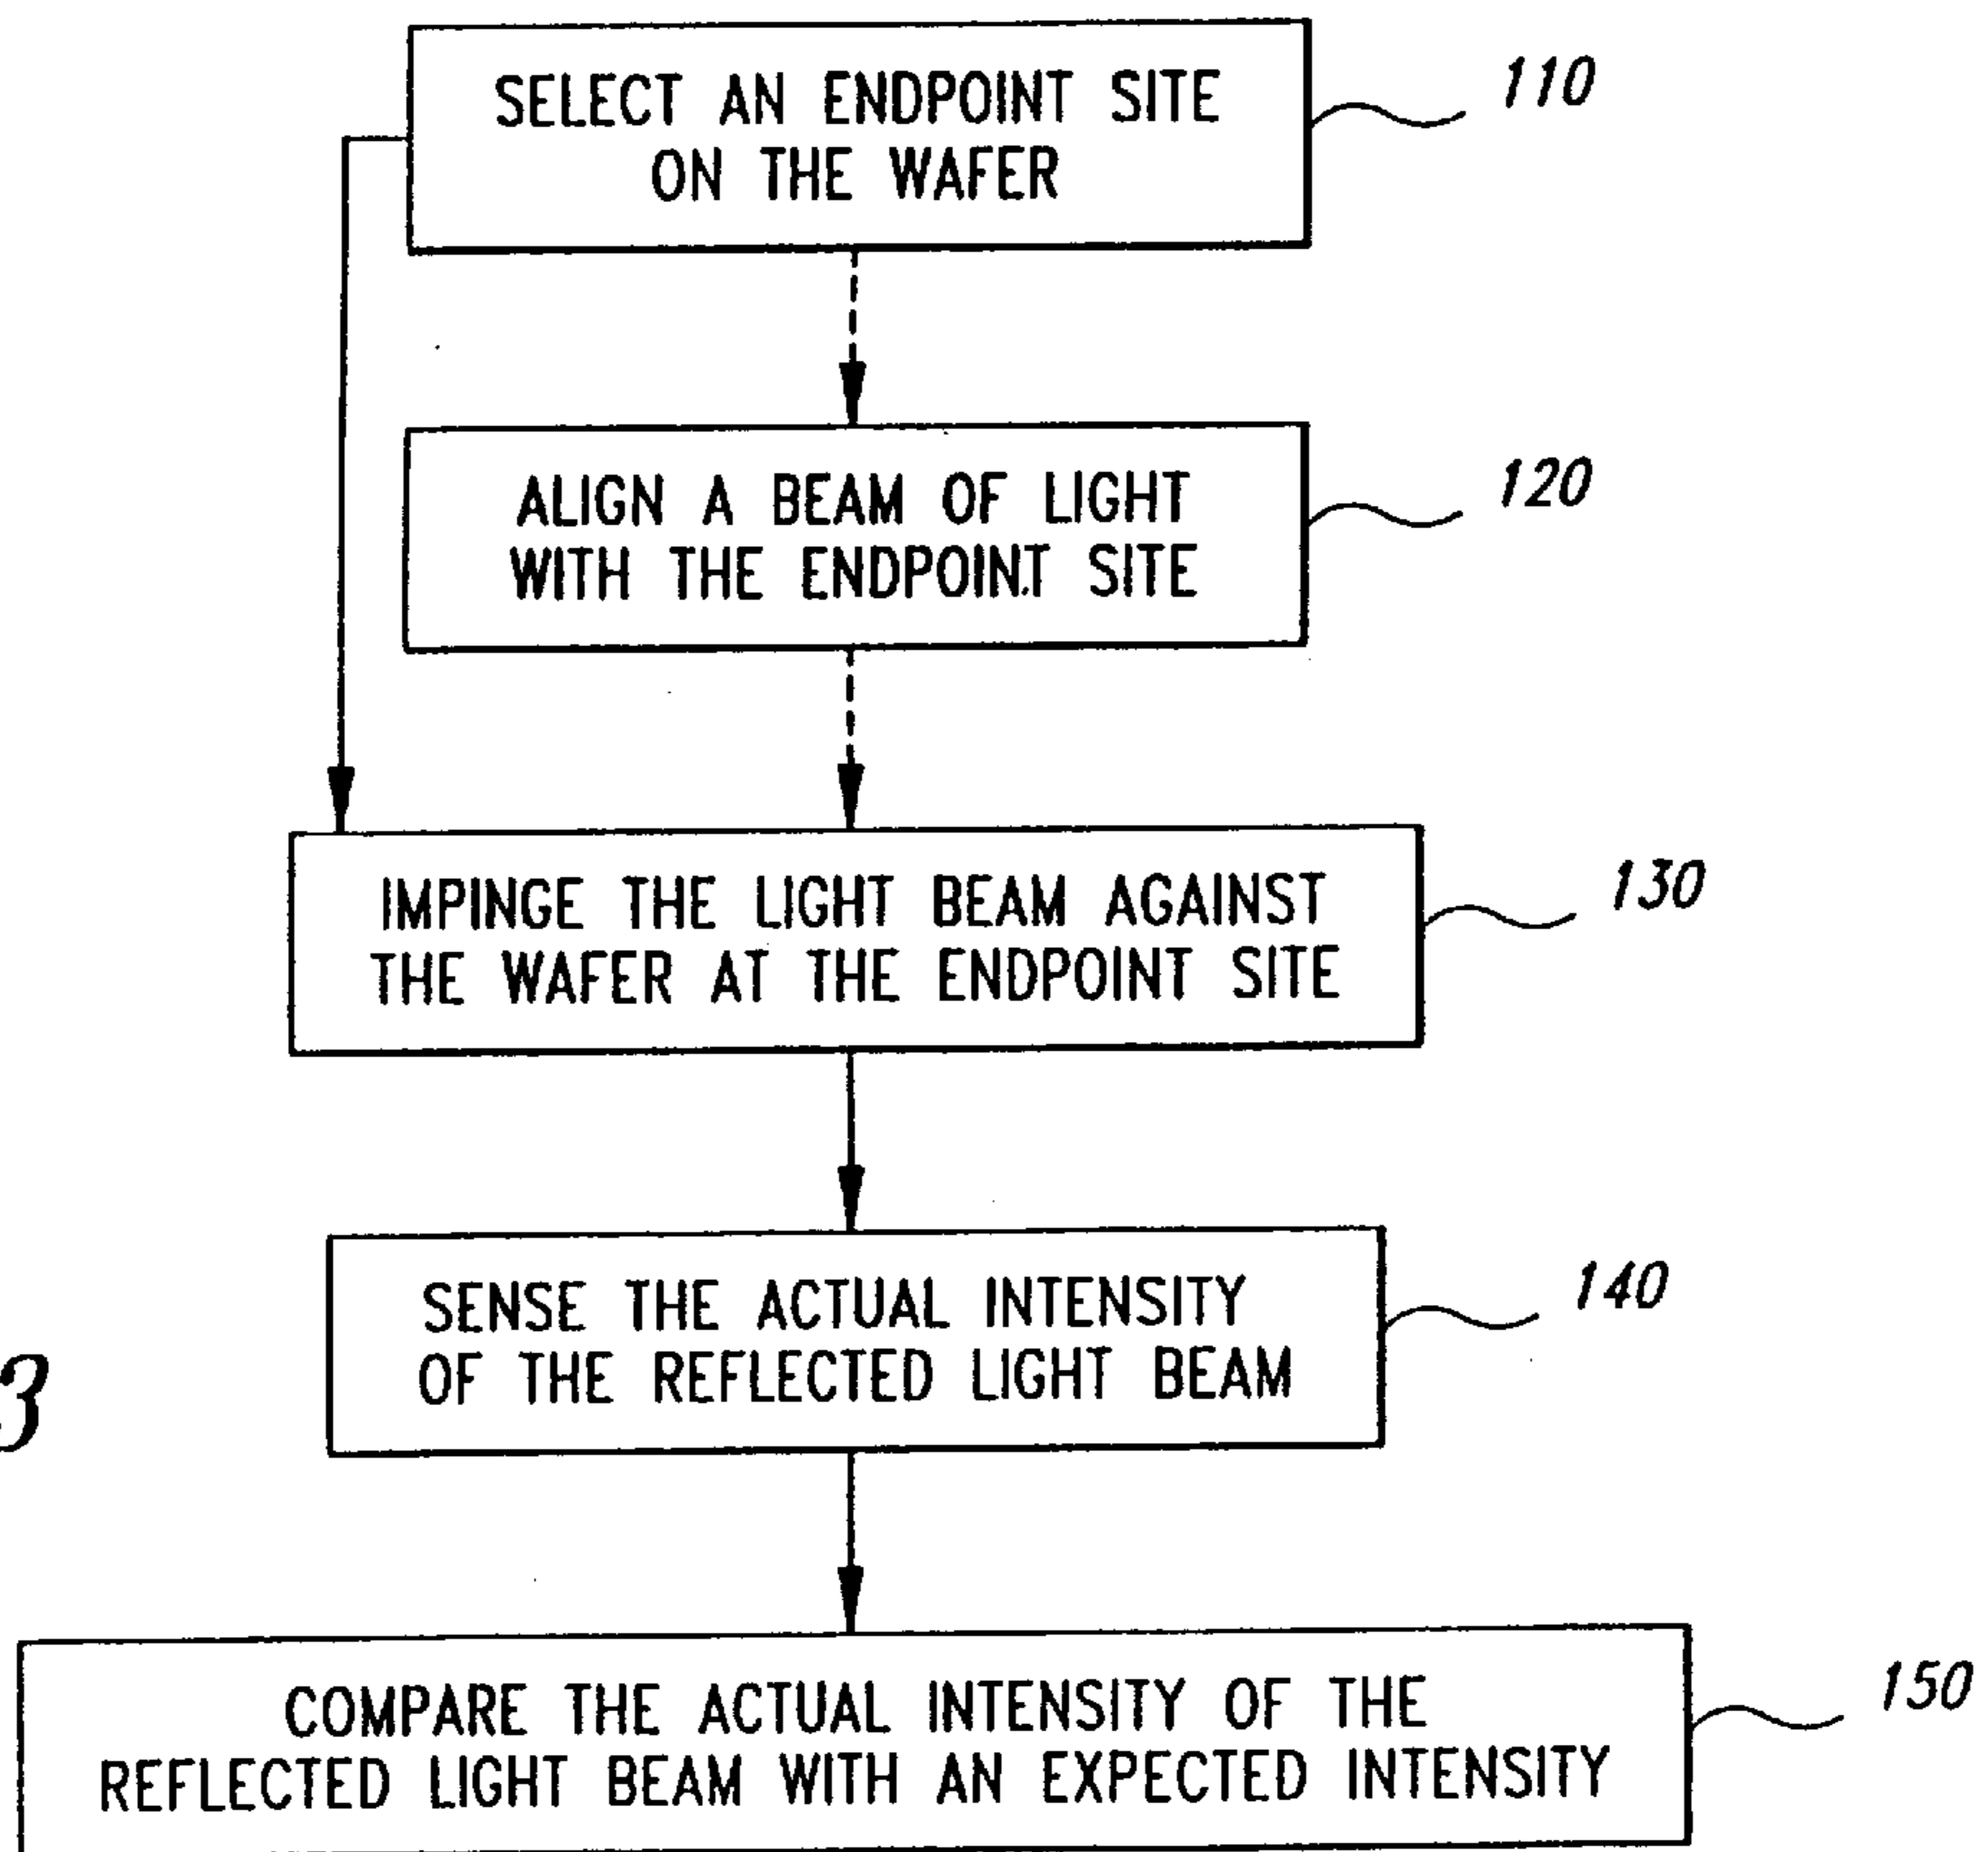 SELECT AN ENDPOINT SITE
ON THE WAFER
110
ALIGN A BEAM OF LIGHT
WITH THE ENDPOINT SITE
120
IMPINGE THE LIGHT BEAM AGAINST
THE WAFER AT THE ENDPOINT SITE
130
SENSE THE ACTUAL INTENSITY
OF THE REFLECTED LIGHT BEAM
140
3
COMPARE THE ACTUAL INTENSITY OF THE
REFLECTED LIGHT BEAM WITH AN EXPECTED INTENSITY
150